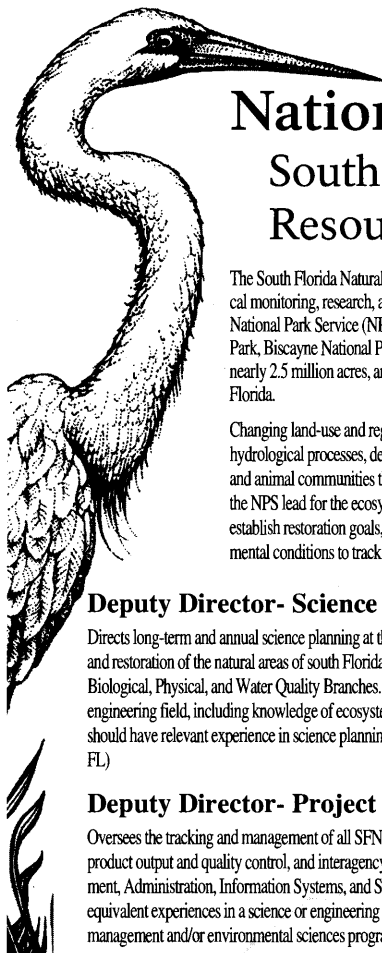 Nation
South
Resou
The South Florida Natural
cal monitoring, research, a
National Park Service (NP
Park, Biscayne National P
nearly 2.5 million acres, an
Florida.
Changing land-use and reg
hydrological processes, de
and animal communities t
the NPS lead for the ecosy
establish restoration goals,
mental conditions to track
Deputy Director- Science
Directs long-term and annual science planning at th
and restoration of the natural areas of south Florida
Biological, Physical, and Water Quality Branches.
engineering field, including knowledge of ecosyste
should have relevant experience in science plannin
FL)
Deputy Director- Project
Oversees the tracking and management of all SFN
product output and quality control, and interagency
ment, Administration, Information Systems, and S
equivalent experiences in a science or engineering
management and/or environmental sciences progra